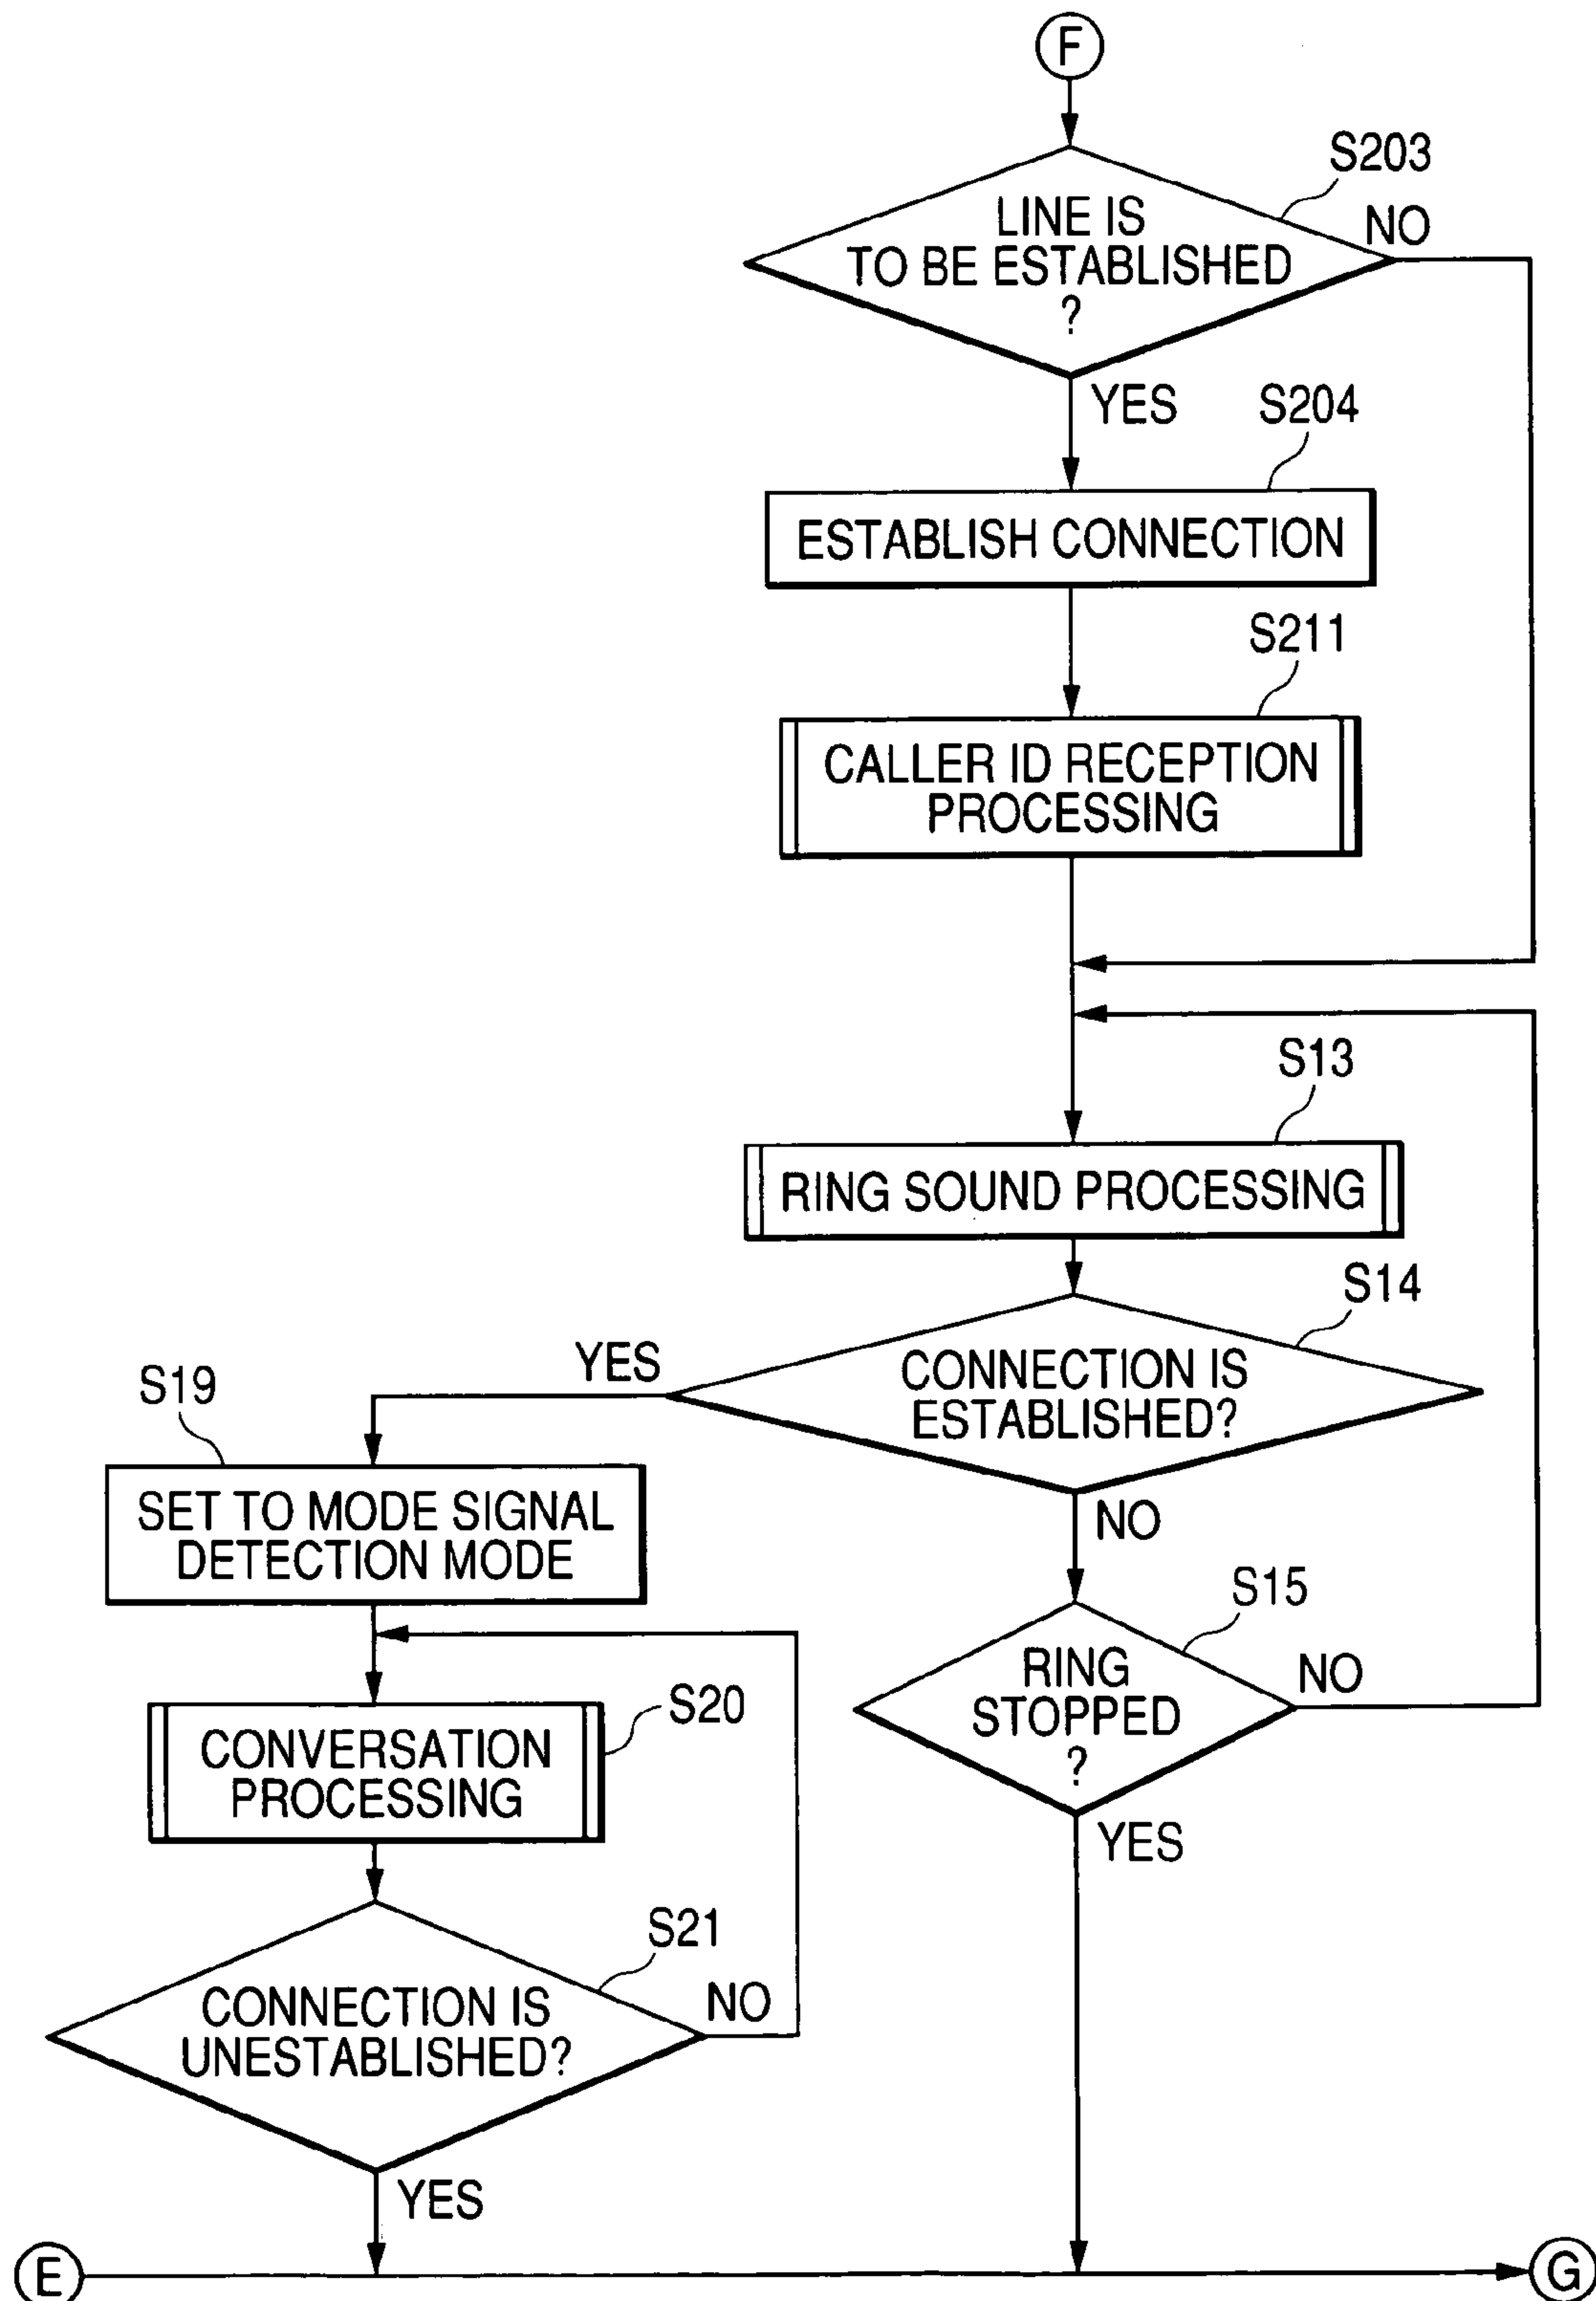 F
S203
LINE IS
TO BE ESTABLISHED
?
NO
YES
S204
ESTABLISH CONNECTION
S211
CALLER ID RECEPTION
PROCESSING
S13
RING SOUND PROCESSING
S14
CONNECTION IS
ESTABLISHED?
YES
NO
S19
SET TO MODE SIGNAL
DETECTION MODE
S15
RING
STOPPED
?
NO
YES
S20
CONVERSATION
PROCESSING
S21
CONNECTION IS
UNESTABLISHED?
NO
YES
E
G